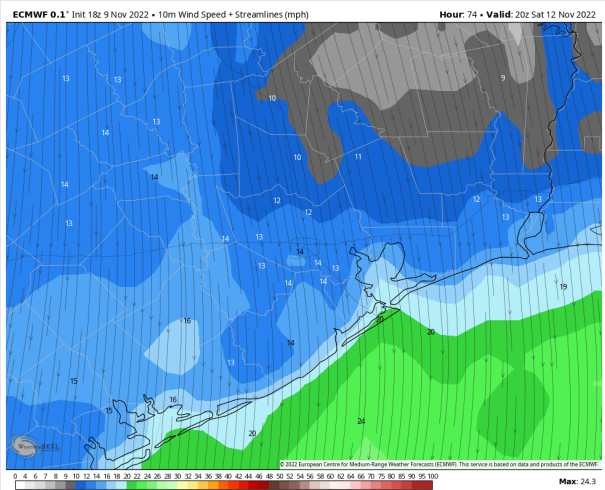 ECMWF 0.1° Init 18z 9 Nov 2022 • 10m Wind Speed + Streamlines (mph) Hour: 74 • Valid: 20z Sat 12 Nov 2022
13 13 9
10
13
14
10 11
14 14
12 12 13
12 13
13
14 13
14
13 14 13
14 14
19
16 20
20
14
13
15
16
15
24
20
WEATHERBELL
© 2022 European Centre for Medium-Range Weather Forecasts (ECMWF). This service is based on data and products of the ECMWF.
0 4 6 7 8 9 10 12 14 16 18 20 22 24 26 28 30 32 34 36 38 40 42 44 46 48 50 52 54 56 58 60 62 64 66 68 70 75 80 85 90 95 100
Max: 24.3